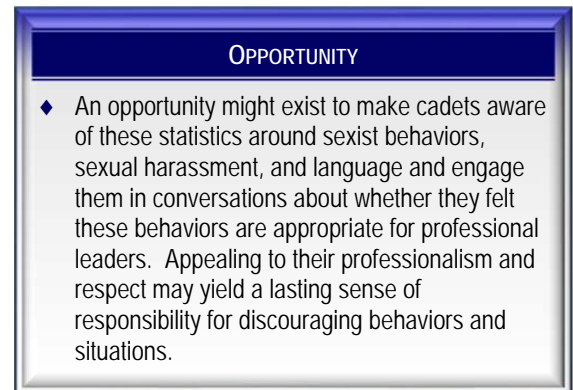 OPPORTUNITY
♦ An opportunity might exist to make cadets aware
of these statistics around sexist behaviors,
sexual harassment, and language and engage
them in conversations about whether they felt
these behaviors are appropriate for professional
leaders.  Appealing to their professionalism and
respect may yield a lasting sense of
responsibility for discouraging behaviors and
situations.